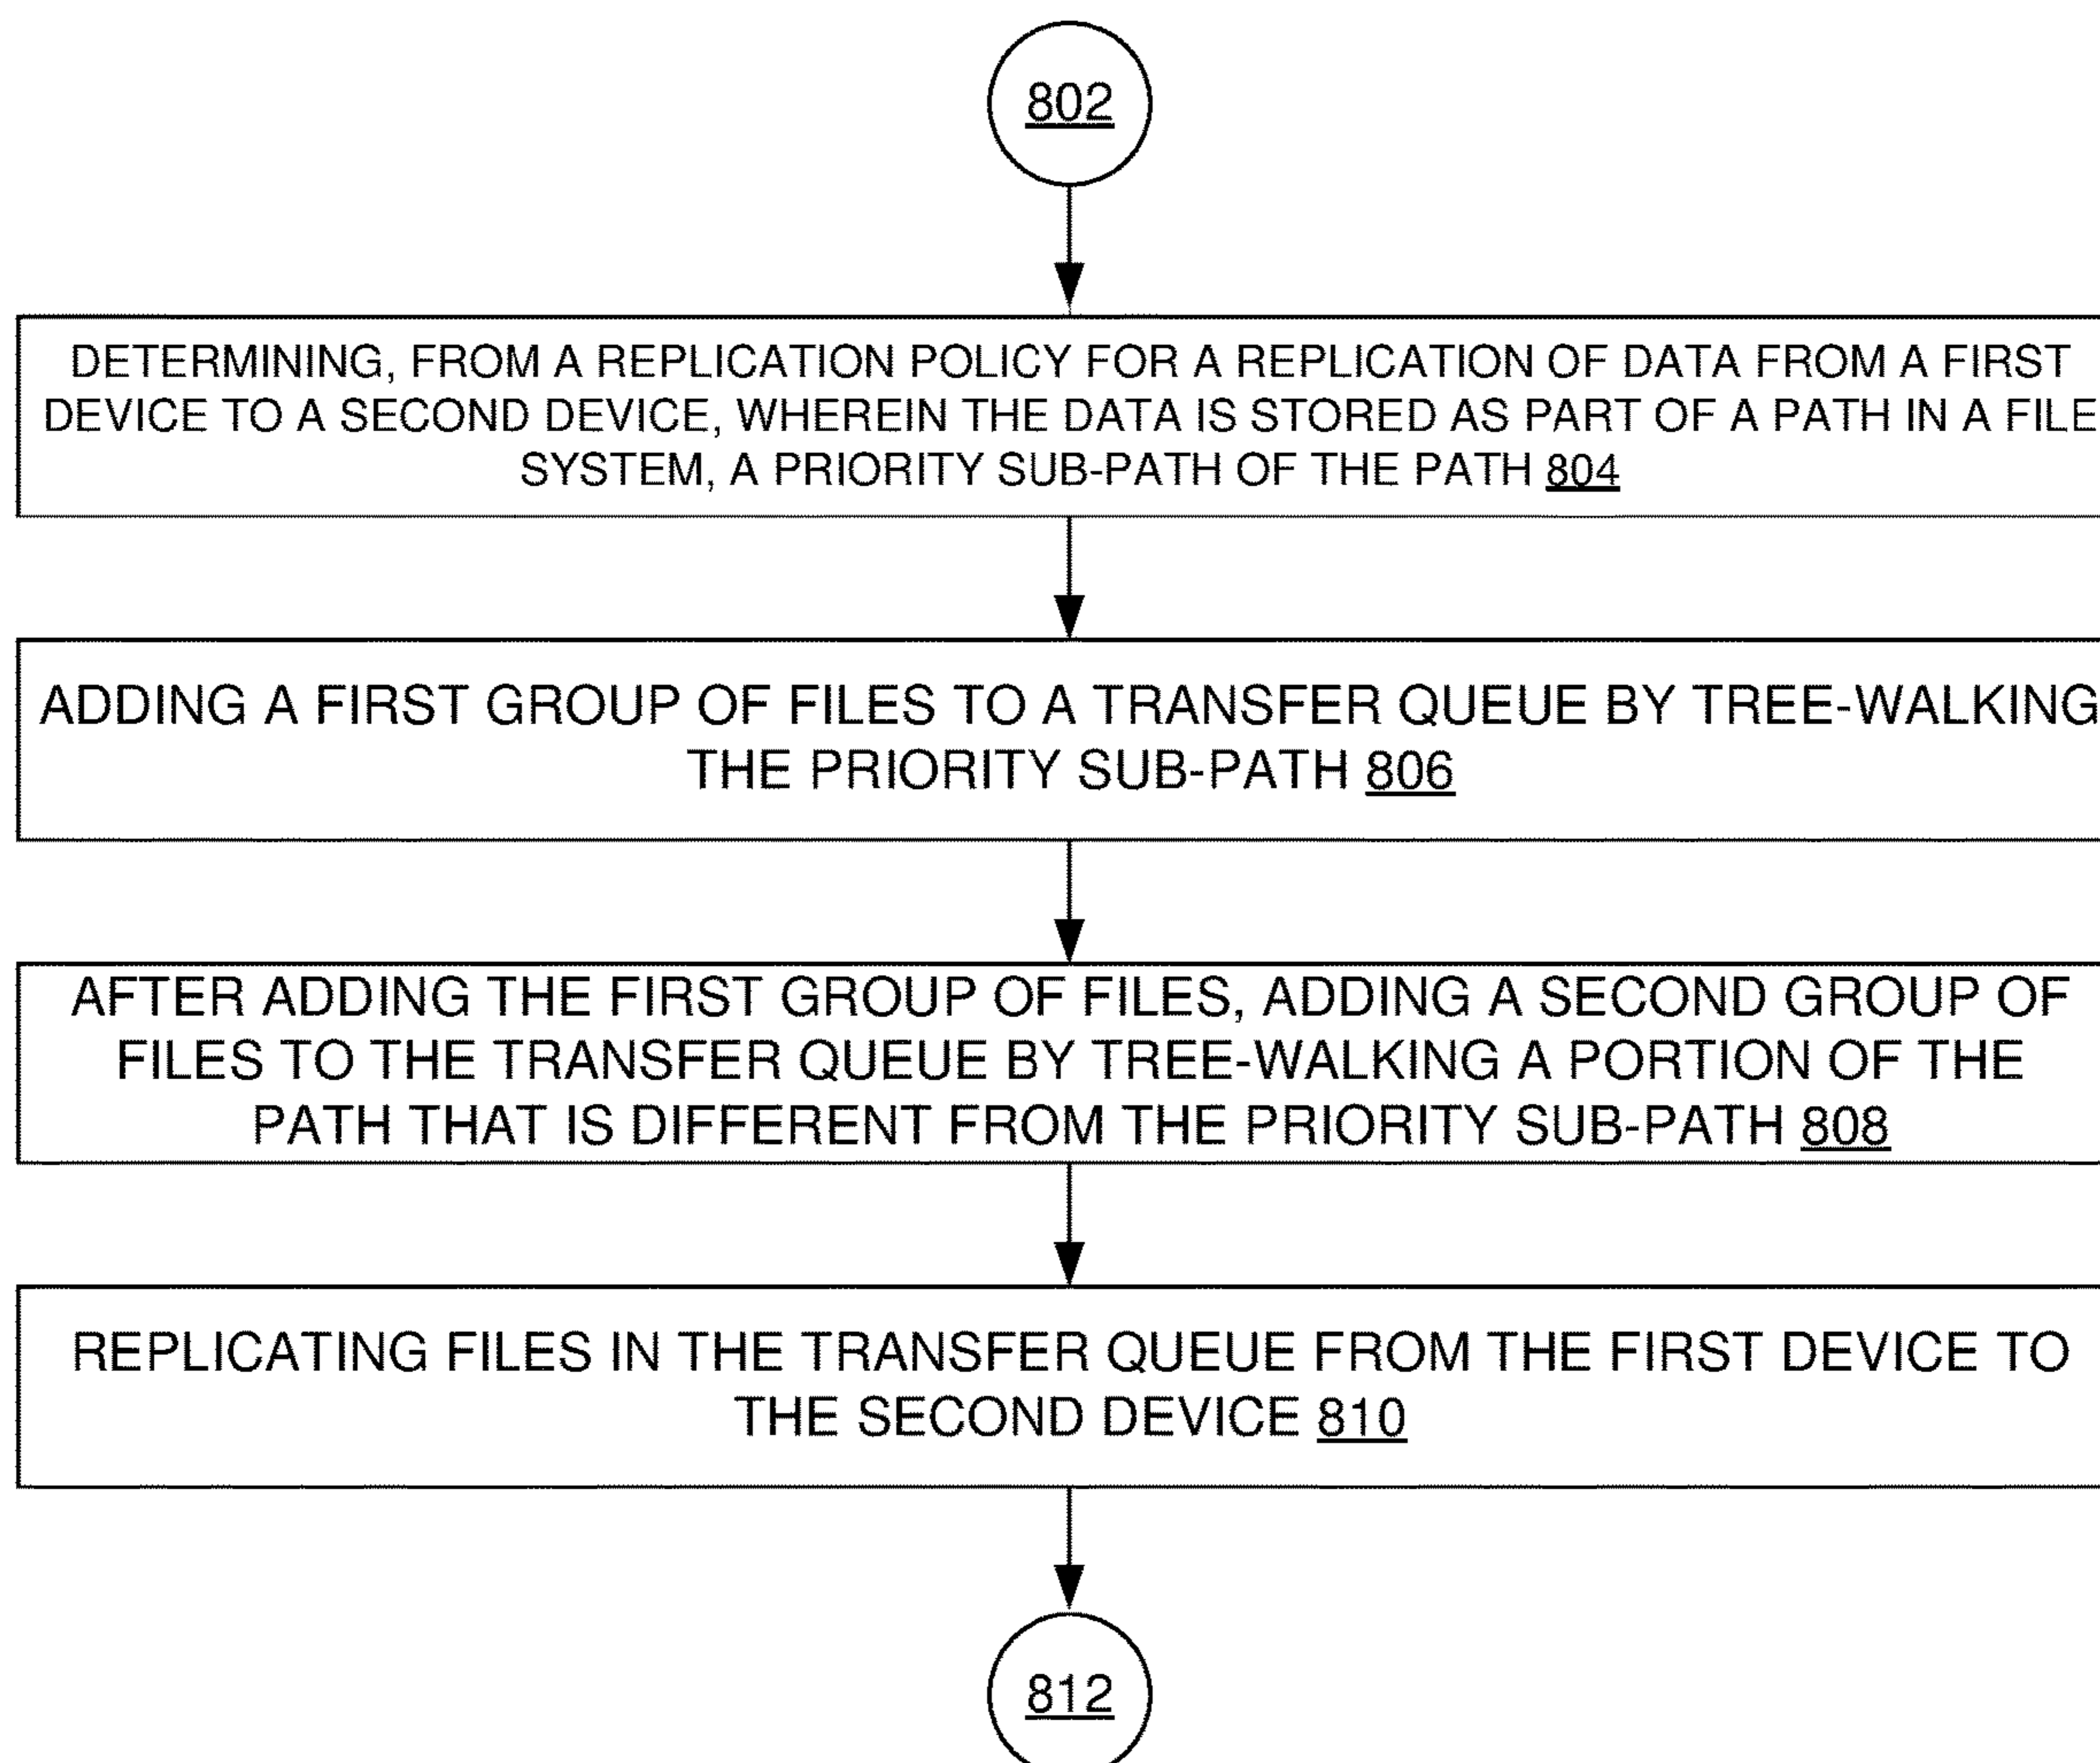 802
DETERMINING, FROM A REPLICATION POLICY FOR A REPLICATION OF DATA FROM A FIRST
DEVICE TO A SECOND DEVICE, WHEREIN THE DATA IS STORED AS PART OF A PATH IN A FILE
SYSTEM, A PRIORITY SUB-PATH OF THE PATH 804
ADDING A FIRST GROUP OF FILES TO A TRANSFER QUEUE BY TREE-WALKING
THE PRIORITY SUB-PATH 806
AFTER ADDING THE FIRST GROUP OF FILES, ADDING A SECOND GROUP OF
FILES TO THE TRANSFER QUEUE BY TREE-WALKING A PORTION OF THE
PATH THAT IS DIFFERENT FROM THE PRIORITY SUB-PATH 808
REPLICATING FILES IN THE TRANSFER QUEUE FROM THE FIRST DEVICE TO
THE SECOND DEVICE 810
812